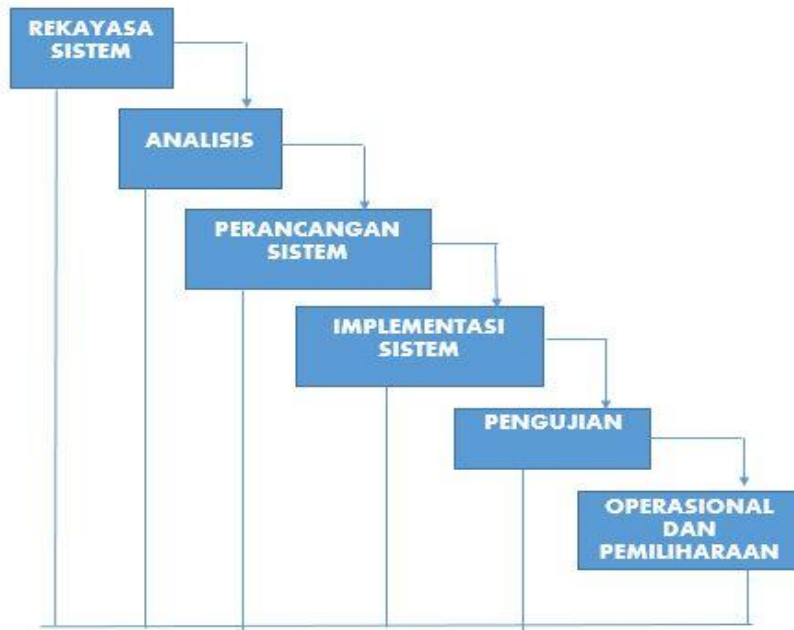 REKAYASA
SISTEM
ANALISIS
PERANCANGAN
SISTEM
IMPLEMENTASI
SISTEM
PENGUJIAN
OPERASIONAL
DAN
PEMILIHARAAN